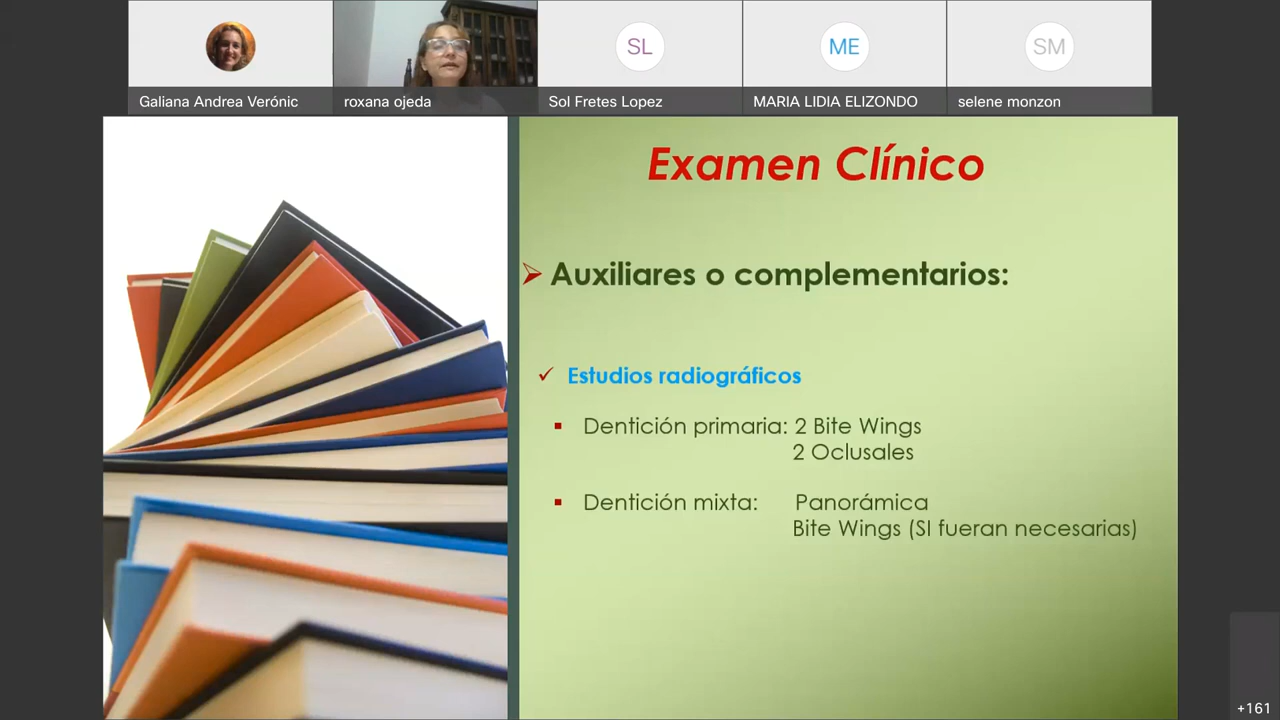 SL
ME
SM
Galiana Andrea Verónic
roxana ojeda
Sol Fretes Lopez
MARIA LIDIA ELIZONDO
selene monzon
Examen Clínico
Auxiliares o complementarios:
Estudios radiográficos
Dentición primaria: 2 Bite Wings
2 Oclusales
Dentición mixta: Panorámica
Bite Wings (SI fueran necesarias)
+161